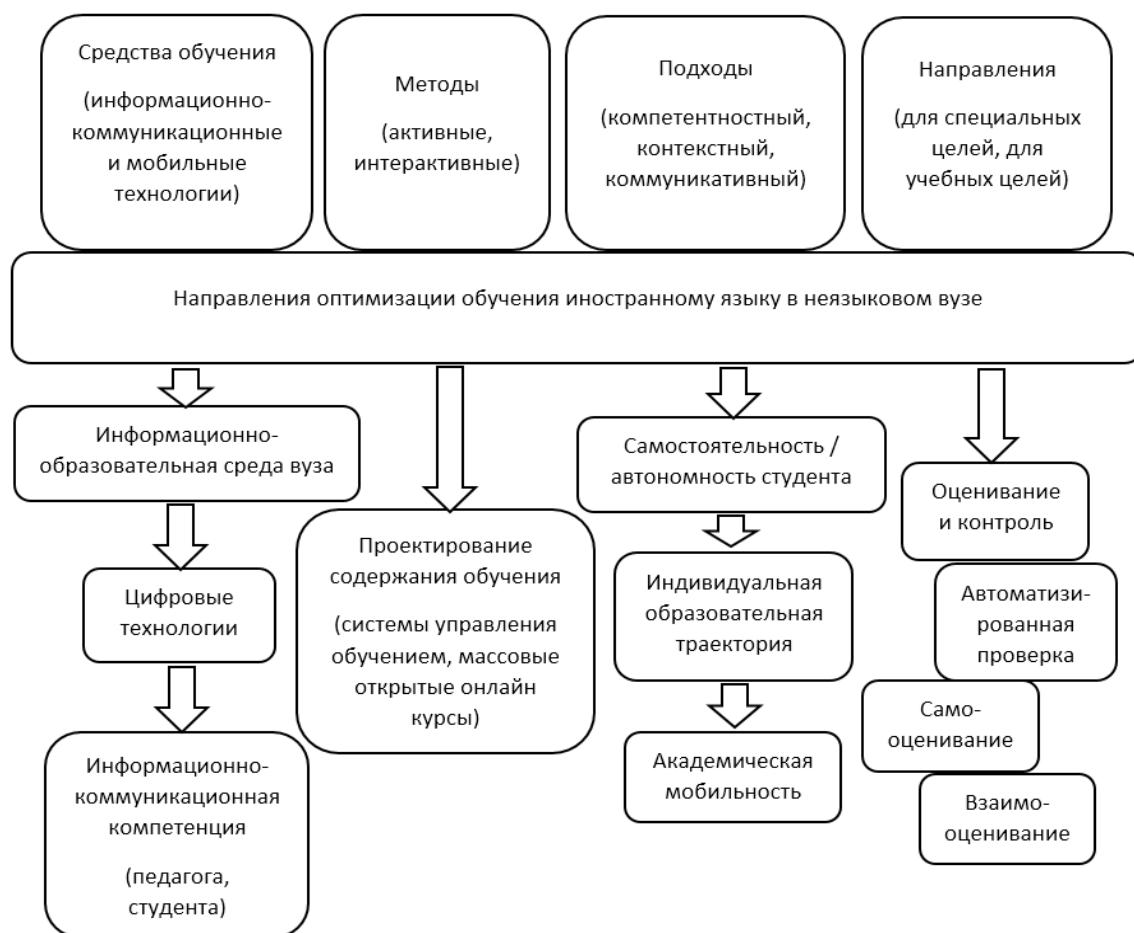 Средства обучения
(информационно-
коммуникационные
и мобильные
технологии)
Методы
(активные,
интерактивные)
Подходы
(компетентностный,
контекстный,
коммуникативный)
Направления
(для специальных
целей, для
учебных целей)
Направления оптимизации обучения иностранному языку в неязыковом вузе
Информационно-
образовательная среда вуза
Цифровые
технологии
Информационно-
коммуникационная
компетенция
(педагога,
студента)
Проектирование
содержания обучения
(системы управления
обучением, массовые
открытые онлайн
курсы)
Самостоятельность /
автономность студента
Индивидуальная
образовательная
траектория
Академическая
мобильность
Оценивание
и контроль
Автоматизи-
рованная
проверка
Само-
оценивание
Взаимо-
оценивание